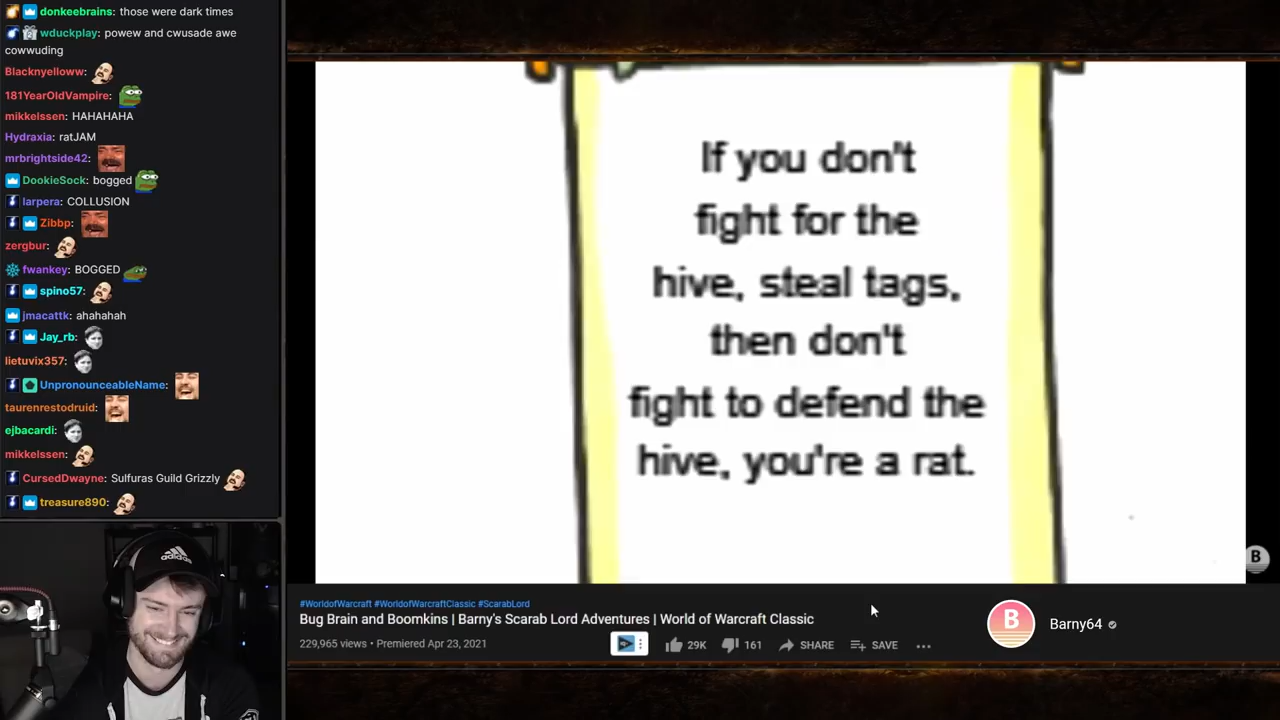 donkeebrains: those were dark times
wduckplay: powew and cwusade awe
cowwuding
Blacknyelloww:
181YearOldVampire:
mikkelssen: HAHAHAHA
Hydraxia: ratJAM
mrbrightside42:
DookieSock: bogged
larpera: COLLUSION
Zibbp:
zergbur:
fwankey: BOGGED
spino57:
jmacattk: ahahahah
Jay_rb:
lietuvix357:
UnpronounceableName:
taurenrestodruid:
ejbacardi:
mikkelssen:
CursedDwayne: Sulfuras Guild Grizzly
treasure890:
adidas
If you don't
fight for the
hive, steal tags,
then don't
fight to defend the
hive, you're a rat.
B
#WorldofWarcraft #WorldofWarcraftClassic #ScarabLord
Bug Brain and Boomkins | Barny's Scarab Lord Adventures | World of Warcraft Classic
229,965 views • Premiered Apr 23, 2021
29K
161
SHARE
SAVE
B
Barny64